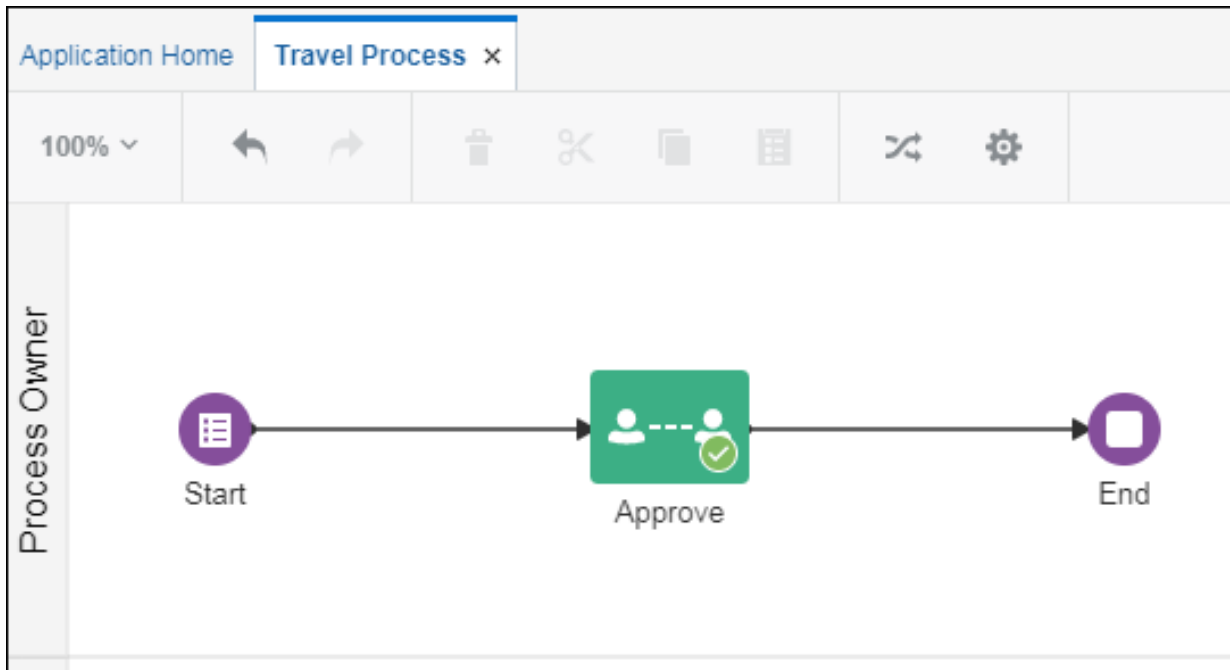 Application Home
Travel Process ×
100%
Process Owner
Start
Approve
End